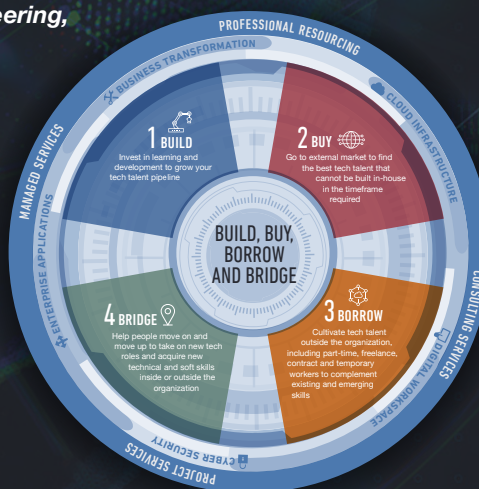 eering,
PROFESSIONAL RESOURCING
BUSINESS TRANSFORMATION
CLOUD INFRASTRUCTURE
MANAGED SERVICES
1 BUILD
Invest in learning and
development to grow your
tech talent pipeline
2 BUY
Go to external market to find
the best tech talent that
cannot be built in-house
in the timeframe
required
BUILD, BUY,
BORROW
AND BRIDGE
ENTERPRISE APPLICATIONS
4 BRIDGE
Help people move on and
move up to take on new tech
roles and acquire new
technical and soft skills
inside or outside the
organization
3 BORROW
Cultivate tech talent
outside the organization,
including part-time, freelance,
contract and temporary
workers to complement
existing and emerging
skills
CONSULTING SERVICES
DIGITAL WORKSPACE
CYBER SECURITY
PROJECT SERVICES